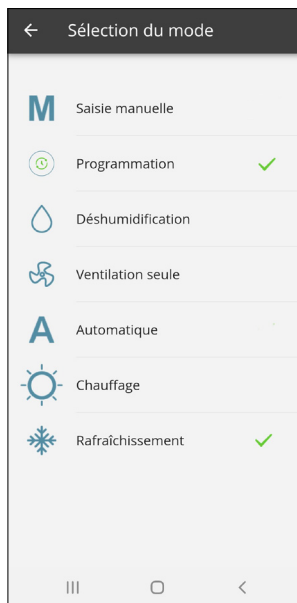 Sélection du mode
M Saisie manuelle
Programmation
Déshumidification
Ventilation seule
A Automatique
Chauffage
Rafraîchissement